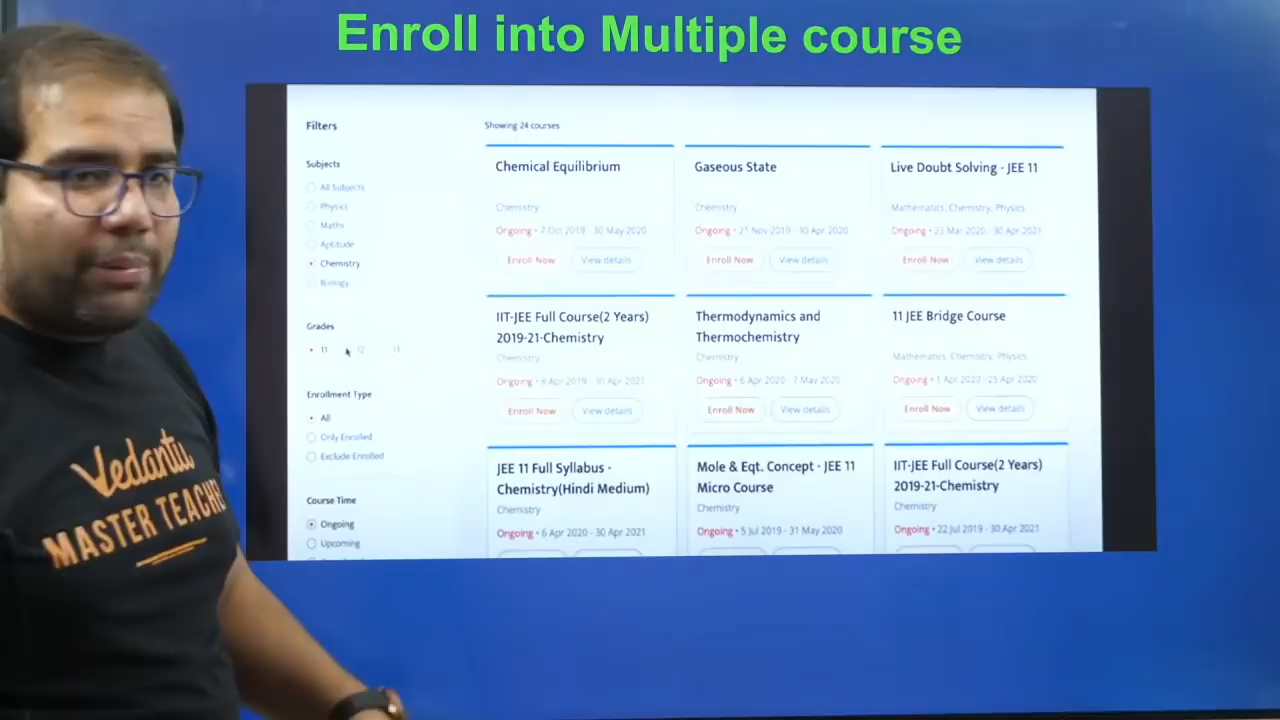 Enroll into Multiple course
Filters
Showing 24 courses
Subjects
All Subjects
Physics
Maths
Aptitude
Chemistry
Biology
Grades
11 12 13
Enrollment Type
All
Only Enrolled
Exclude Enrolled
Course Time
Ongoing
Upcoming
Chemical Equilibrium
Chemistry
Ongoing • 7 Oct 2019 - 30 May 2020
Enroll Now View details
Gaseous State
Chemistry
Ongoing • 21 Nov 2019 - 30 Apr 2020
Enroll Now View details
Live Doubt Solving - JEE 11
Mathematics, Chemistry, Physics
Ongoing • 23 Mar 2020 - 30 Apr 2021
Enroll Now View details
IIT-JEE Full Course(2 Years)
2019-21-Chemistry
Chemistry
Ongoing • 8 Apr 2019 - 30 Apr 2021
Enroll Now View details
Thermodynamics and
Thermochemistry
Chemistry
Ongoing • 6 Apr 2020 - 7 May 2020
Enroll Now View details
11 JEE Bridge Course
Mathematics, Chemistry, Physics
Ongoing • 1 Apr 2020 - 25 Apr 2020
Enroll Now View details
JEE 11 Full Syllabus -
Chemistry(Hindi Medium)
Chemistry
Ongoing • 6 Apr 2020 - 30 Apr 2021
Mole & Eqt. Concept - JEE 11
Micro Course
Chemistry
Ongoing • 5 Jul 2019 - 31 May 2020
IIT-JEE Full Course(2 Years)
2019-21-Chemistry
Chemistry
Ongoing • 22 Jul 2019 - 30 Apr 2021
Vedantu
MASTER TEACHE